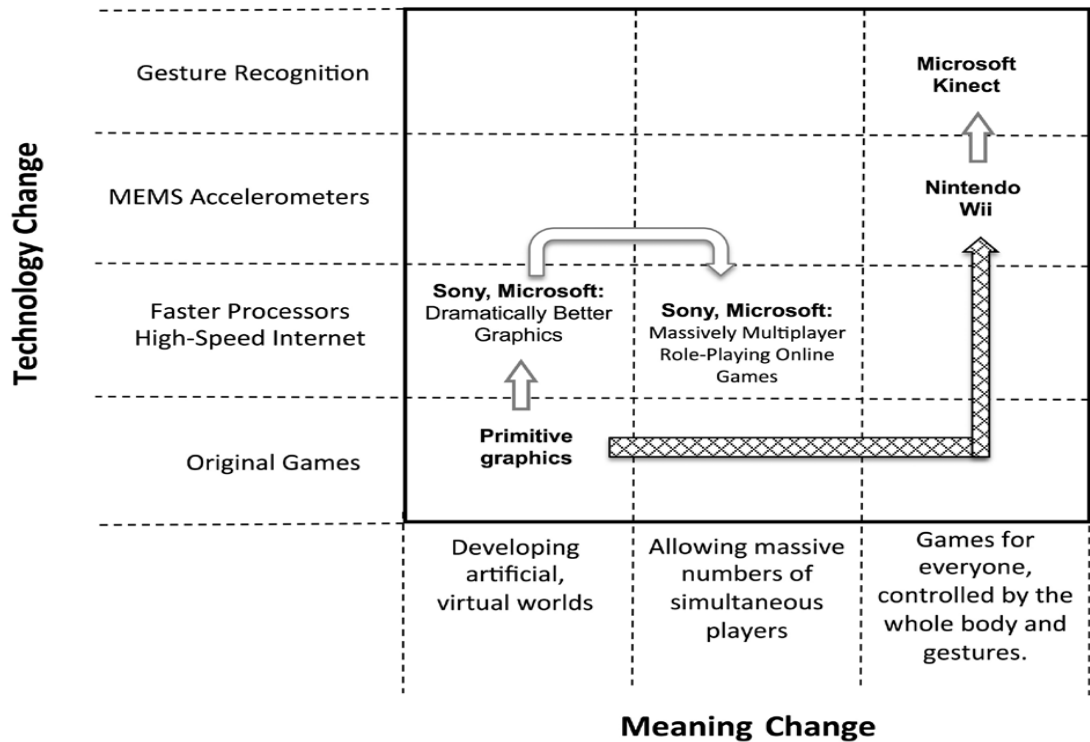 Technology Change
Gesture Recognition
Microsoft
Kinect
MEMS Accelerometers
Nintendo
Wii
Faster Processors
High-Speed Internet
Sony, Microsoft:
Dramatically Better
Graphics
Sony, Microsoft:
Massively Multiplayer
Role-Playing Online
Games
Original Games
Primitive
graphics
Developing
artificial,
virtual worlds
Allowing massive
numbers of
simultaneous
players
Games for
everyone,
controlled by the
whole body and
gestures.
Meaning Change